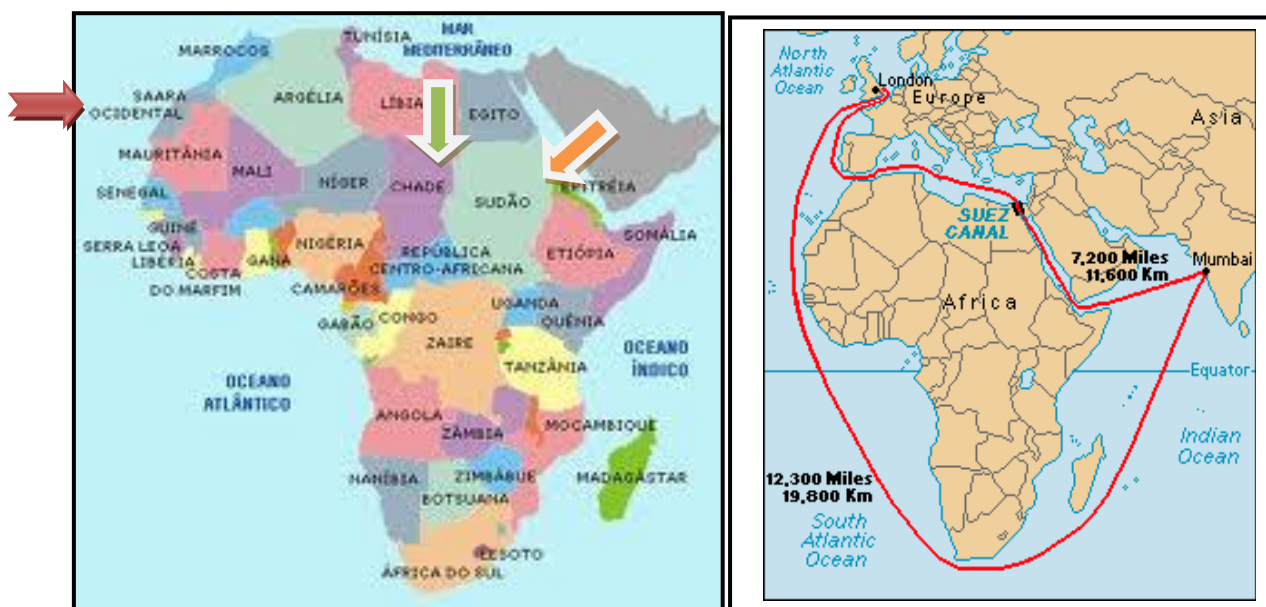 MAR
MEDITERRÂNEO
TUNÍSIA
MARROCOS
SAARA
OCIDENTAL
ARGÉLIA
LÍBIA
EGITO
MAURITÂNIA
MALI
NÍGER
CHADE
SUDÃO
ERITRÉIA
SENEGAL
GUINÉ
SERRA LEOA
LIBÉRIA
COSTA
DO MARFIM
GANA
NIGÉRIA
CAMARÕES
REPÚBLICA
CENTRO-AFRICANA
ETIÓPIA
SOMÁLIA
UGANDA
QUÊNIA
GABÃO
CONGO
ZAIRE
TANZÂNIA
OCEANO
ÍNDICO
OCEANO
ATLÂNTICO
ANGOLA
ZÂMBIA
MOÇAMBIQUE
NAMÍBIA
ZIMBÁBUE
MADAGÁSTAR
BOTSUANA
LESOTO
ÁFRICA DO SUL
North
Atlantic
Ocean
London
Europe
Asia
SUEZ
CANAL
7,200 Miles
11,600 Km
Mumbai
Africa
Equator
Indian
Ocean
12,300 Miles
19,800 Km
South
Atlantic
Ocean